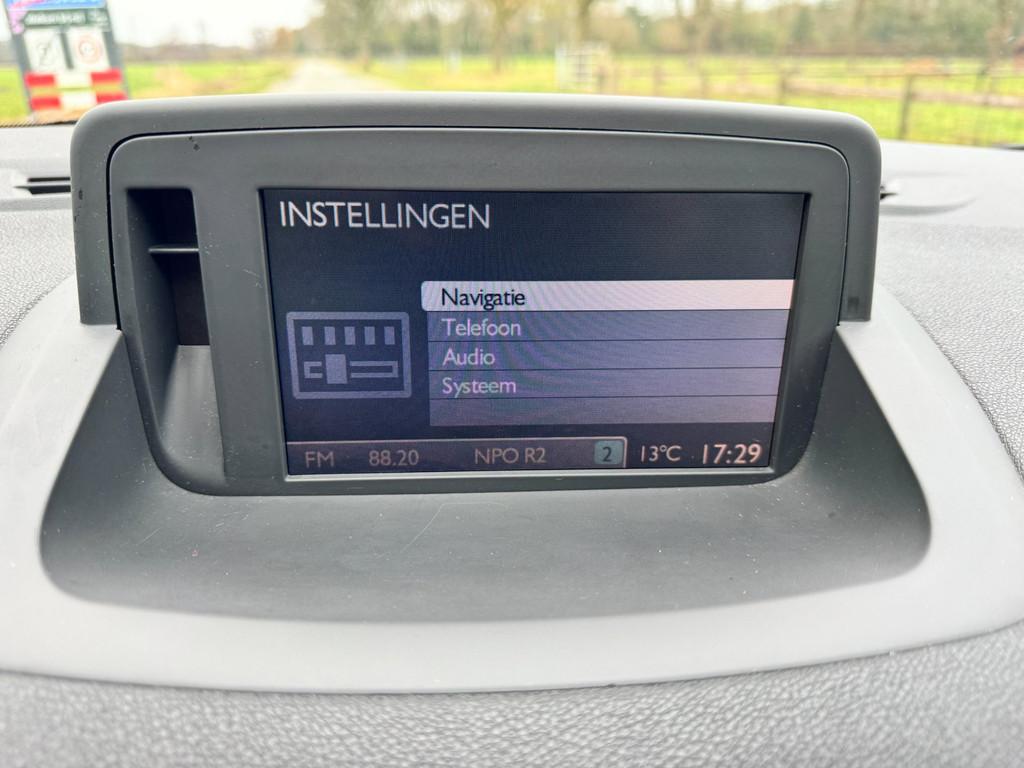 INSTELLINGEN
Navigatie
Telefoon
Audio
Systeem
FM 88.20 NPO R2 2 13°C 17:29